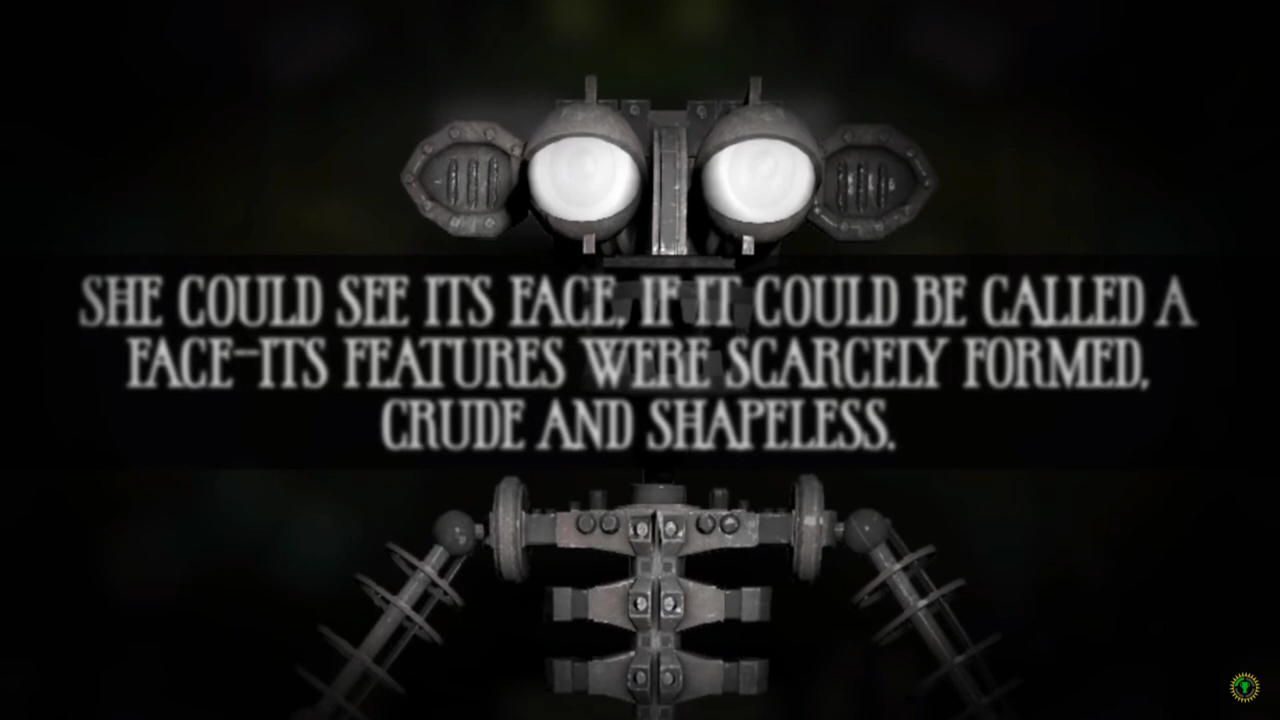 SHE COULD SEE ITS FACE, IF IT COULD BE CALLED A
FACE-ITS FEATURES WERE SCARCELY FORMED,
CRUDE AND SHAPELESS.